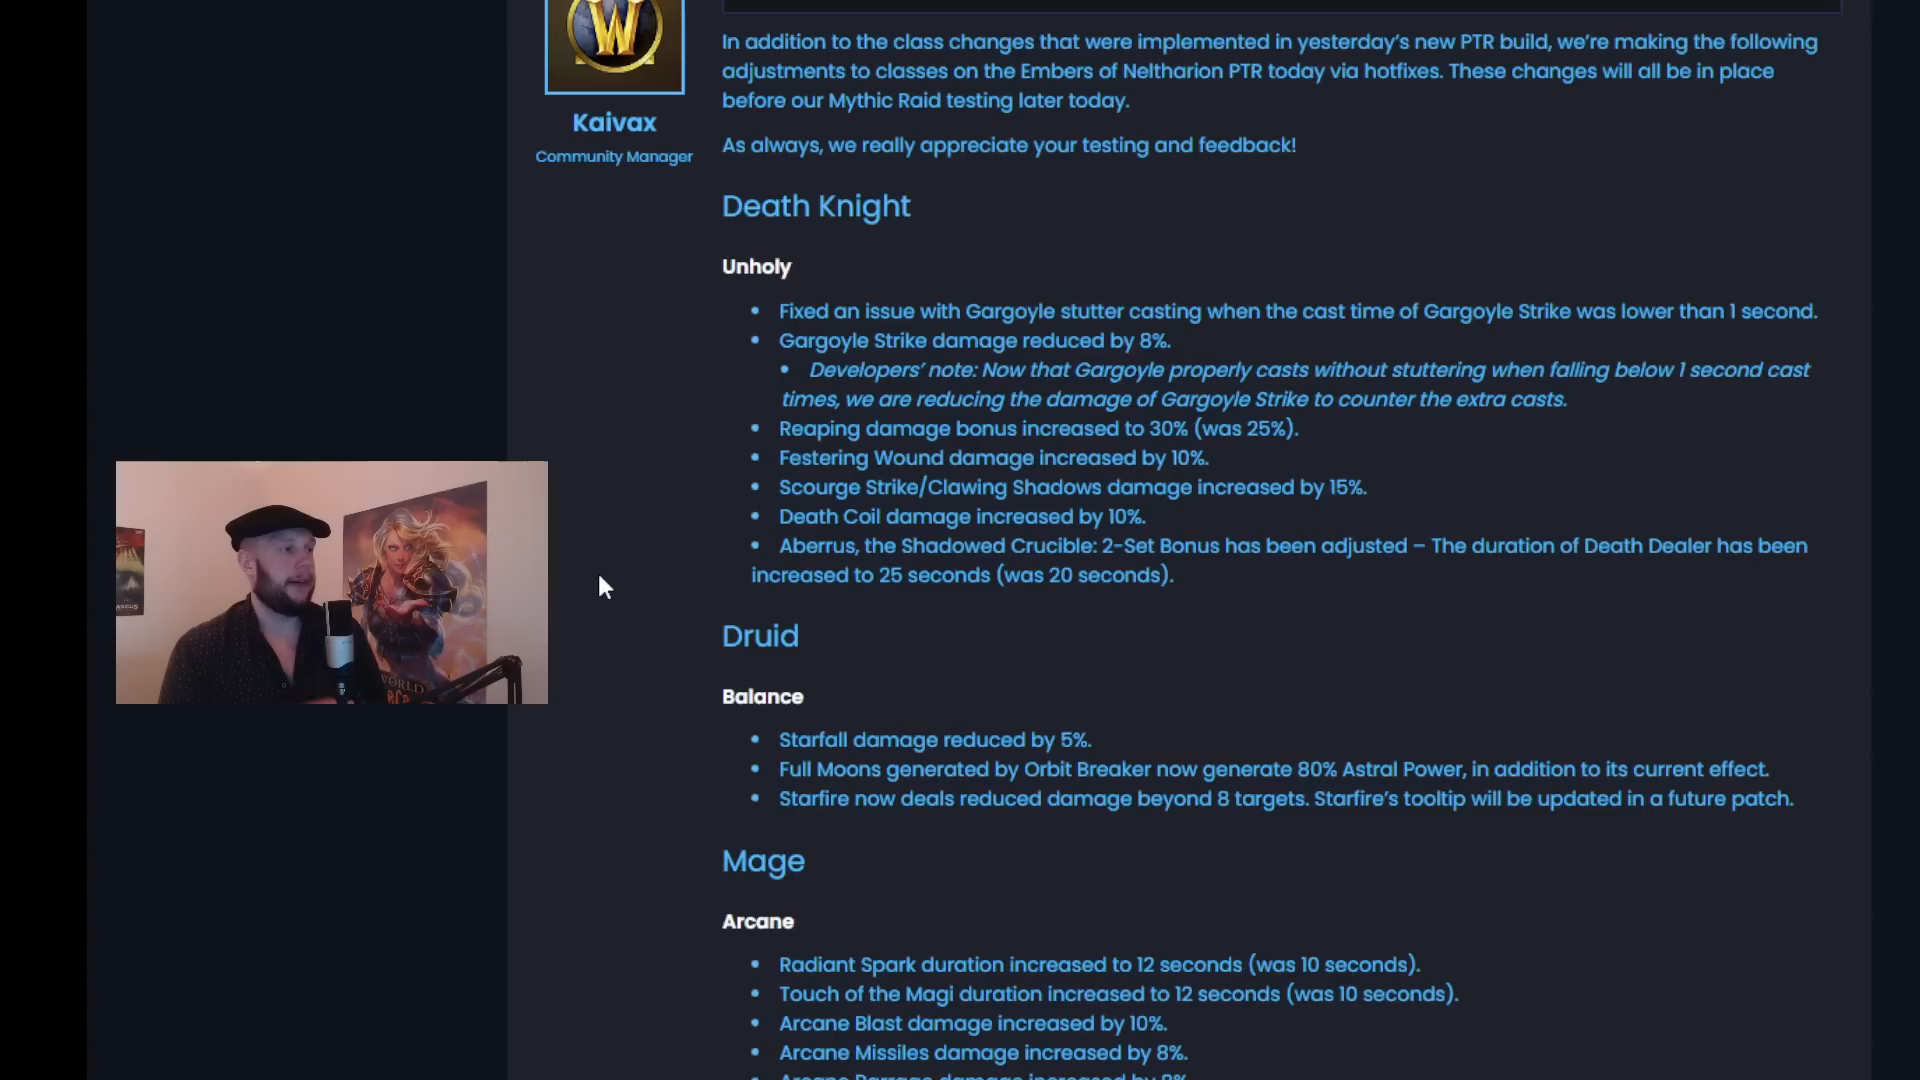 W
In addition to the class changes that were implemented in yesterday's new PTR build, we're making the following
adjustments to classes on the Embers of Neltharion PTR today via hotfixes. These changes will all be in place
before our Mythic Raid testing later today.
Kaivax
Community Manager
As always, we really appreciate your testing and feedback!
Death Knight
Unholy
• Fixed an issue with Gargoyle stutter casting when the cast time of Gargoyle Strike was lower than 1 second.
• Gargoyle Strike damage reduced by 8%.
• Developers' note: Now that Gargoyle properly casts without stuttering when falling below 1 second cast
times, we are reducing the damage of Gargoyle Strike to counter the extra casts.
• Reaping damage bonus increased to 30% (was 25%).
• Festering Wound damage increased by 10%.
• Scourge Strike/Clawing Shadows damage increased by 15%.
• Death Coil damage increased by 10%.
• Aberrus, the Shadowed Crucible: 2-Set Bonus has been adjusted – The duration of Death Dealer has been
increased to 25 seconds (was 20 seconds).
WORLD
Druid
Balance
• Starfall damage reduced by 5%.
• Full Moons generated by Orbit Breaker now generate 80% Astral Power, in addition to its current effect.
• Starfire now deals reduced damage beyond 8 targets. Starfire's tooltip will be updated in a future patch.
Mage
Arcane
• Radiant Spark duration increased to 12 seconds (was 10 seconds).
• Touch of the Magi duration increased to 12 seconds (was 10 seconds).
• Arcane Blast damage increased by 10%.
• Arcane Missiles damage increased by 8%.